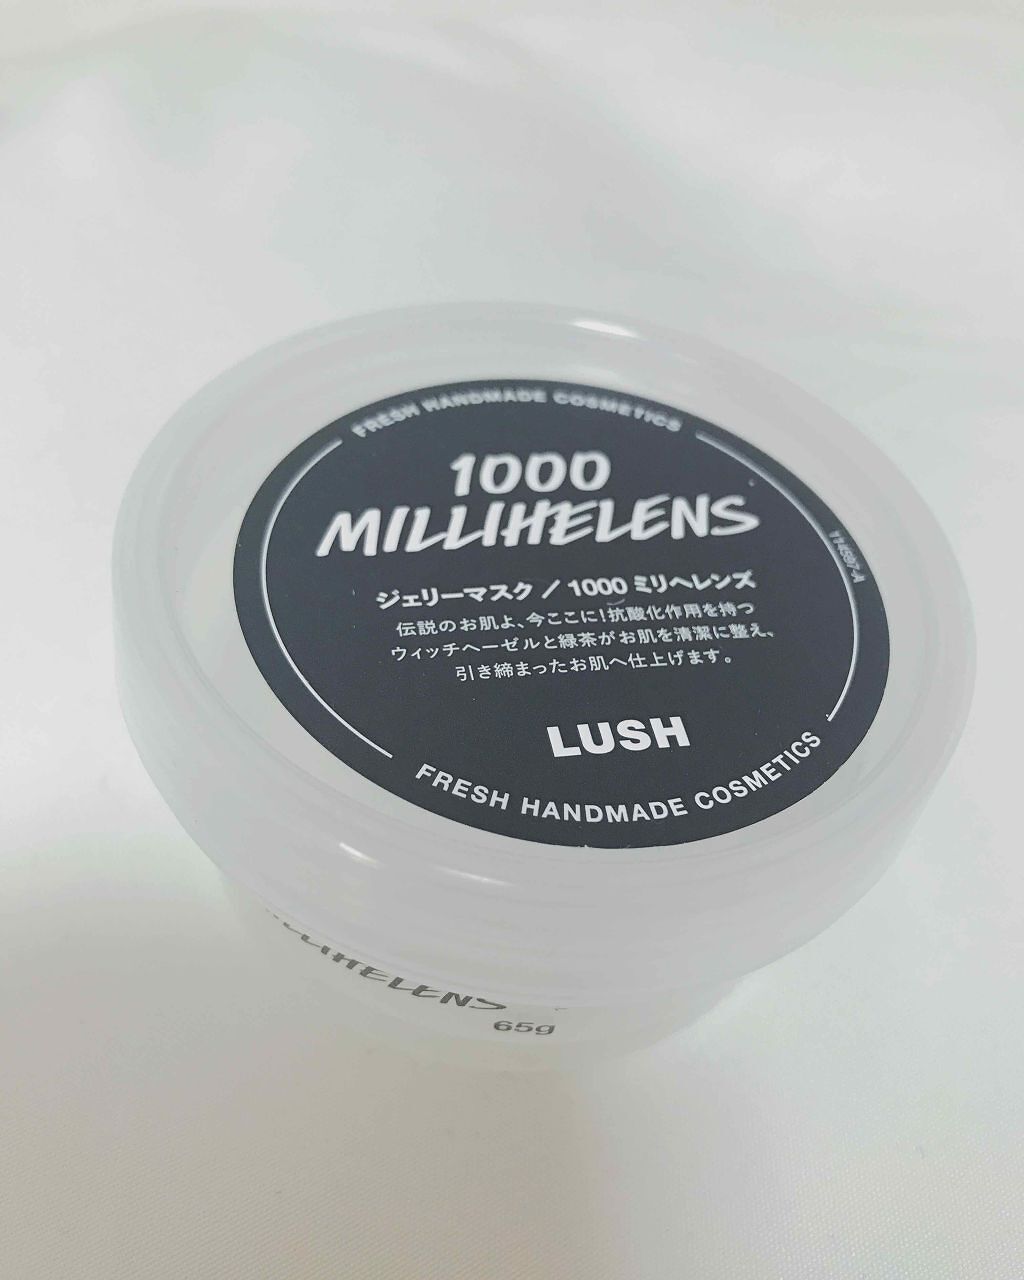 FRESH HANDMADE COSMETICS
1000
MILLIHELENS
ジェリーマスク / 1000 ミリヘレンズ
伝説のお肌よ、今ここに!抗酸化作用を持つ
ウィッチヘーゼルと緑茶がお肌を清潔に整え、
引き締まったお肌へ仕上げます。
LUSH
FRESH HANDMADE COSMETICS
114597-A
MILLIHELENS
65g